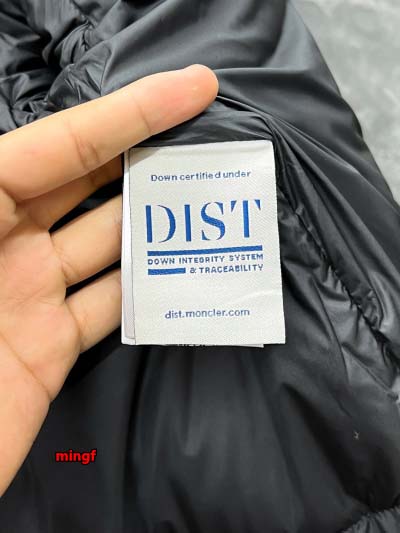 Down certified under
DIST
DOWN INTEGRITY SYSTEM
& TRACEABILITY
dist.moncler.com
mingf